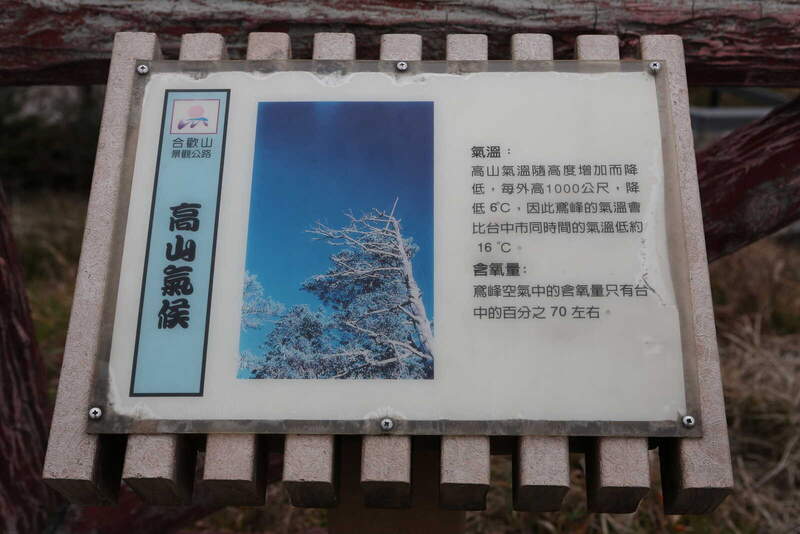 合歡山
景觀公路
高山氣候
氣溫：
高山氣溫隨高度增加而降
低，每外高1000公尺，降
低6℃，因此鳶峰的氣溫會
比台中市同時間的氣溫低約
16℃。
含氧量：
鳶峰空氣中的含氧量只有台
中的百分之70左右。